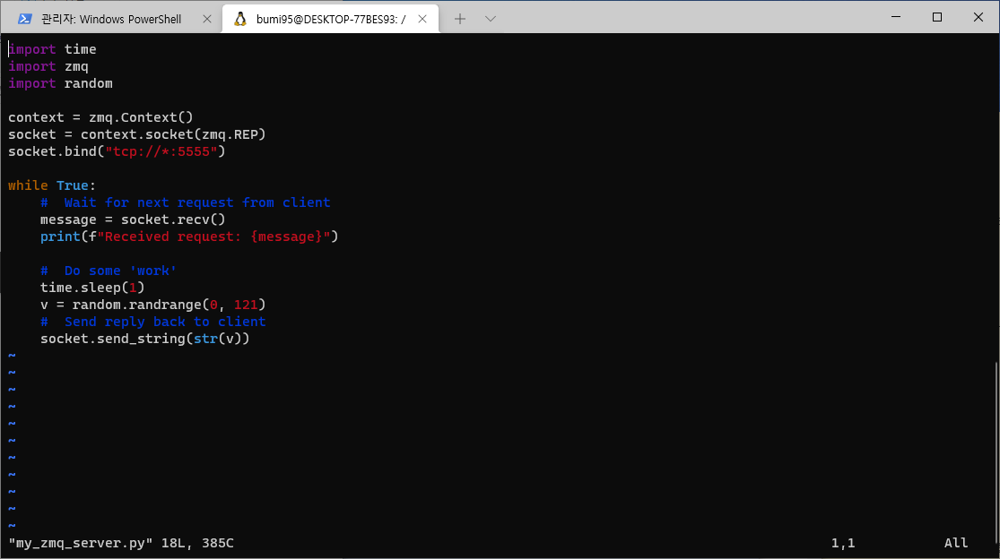 관리자: Windows PowerShell
bumi95@DESKTOP-77BES93: /
import time
import zmq
import random

context = zmq.Context()
socket = context.socket(zmq.REP)
socket.bind("tcp://*:5555")

while True:
    #  Wait for next request from client
    message = socket.recv()
    print(f"Received request: {message}")

    #  Do some 'work'
    time.sleep(1)
    v = random.randrange(0, 121)
    #  Send reply back to client
    socket.send_string(str(v))
~
~
~
~
~
~
~
~
~
~
~
"my_zmq_server.py" 18L, 385C 1,1 All